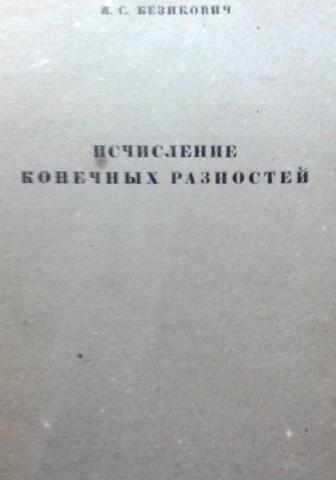 Я. С. БЕЗИКОВИЧ
ИСЧИСЛЕНИЕ
КОНЕЧНЫХ РАЗНОСТЕЙ